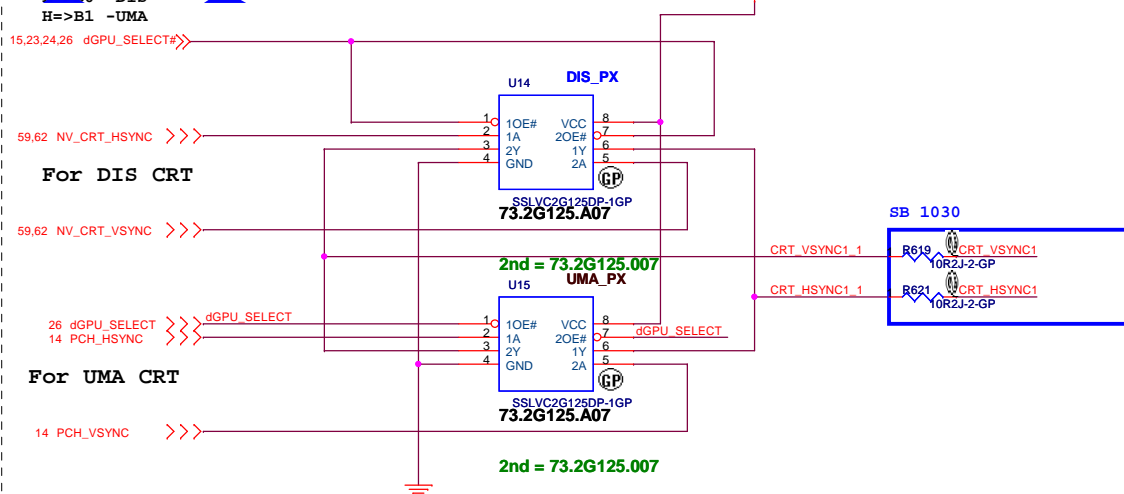 H=>B1 -UMA
15,23,24,26 dGPU_SELECT#
U14
DIS_PX
1 1OE# VCC 8
2 1A 2OE# 7
3 2Y 1Y 6
4 GND 2A 5
GP
SSLVC2G125DP-1GP
73.2G125.A07
59,62 NV_CRT_HSYNC
For DIS CRT
59,62 NV_CRT_VSYNC
SB 1030
CRT_VSYNC1_1
R619
CRT_VSYNC1
10R2J-2-GP
CRT_HSYNC1_1
R621
CRT_HSYNC1
10R2J-2-GP
2nd = 73.2G125.007
UMA_PX
U15
26 dGPU_SELECT
dGPU_SELECT
14 PCH_HSYNC
1 1OE# VCC 8
2 1A 2OE# 7
3 2Y 1Y 6
4 GND 2A 5
dGPU_SELECT
GP
For UMA CRT
SSLVC2G125DP-1GP
73.2G125.A07
14 PCH_VSYNC
2nd = 73.2G125.007